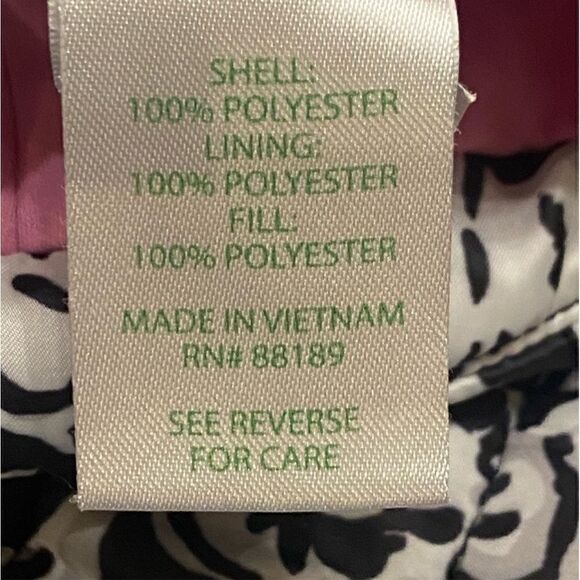 SHELL:
100% POLYESTER
LINING:
100% POLYESTER
FILL:
100% POLYESTER
MADE IN VIETNAM
RN# 88189
SEE REVERSE
FOR CARE